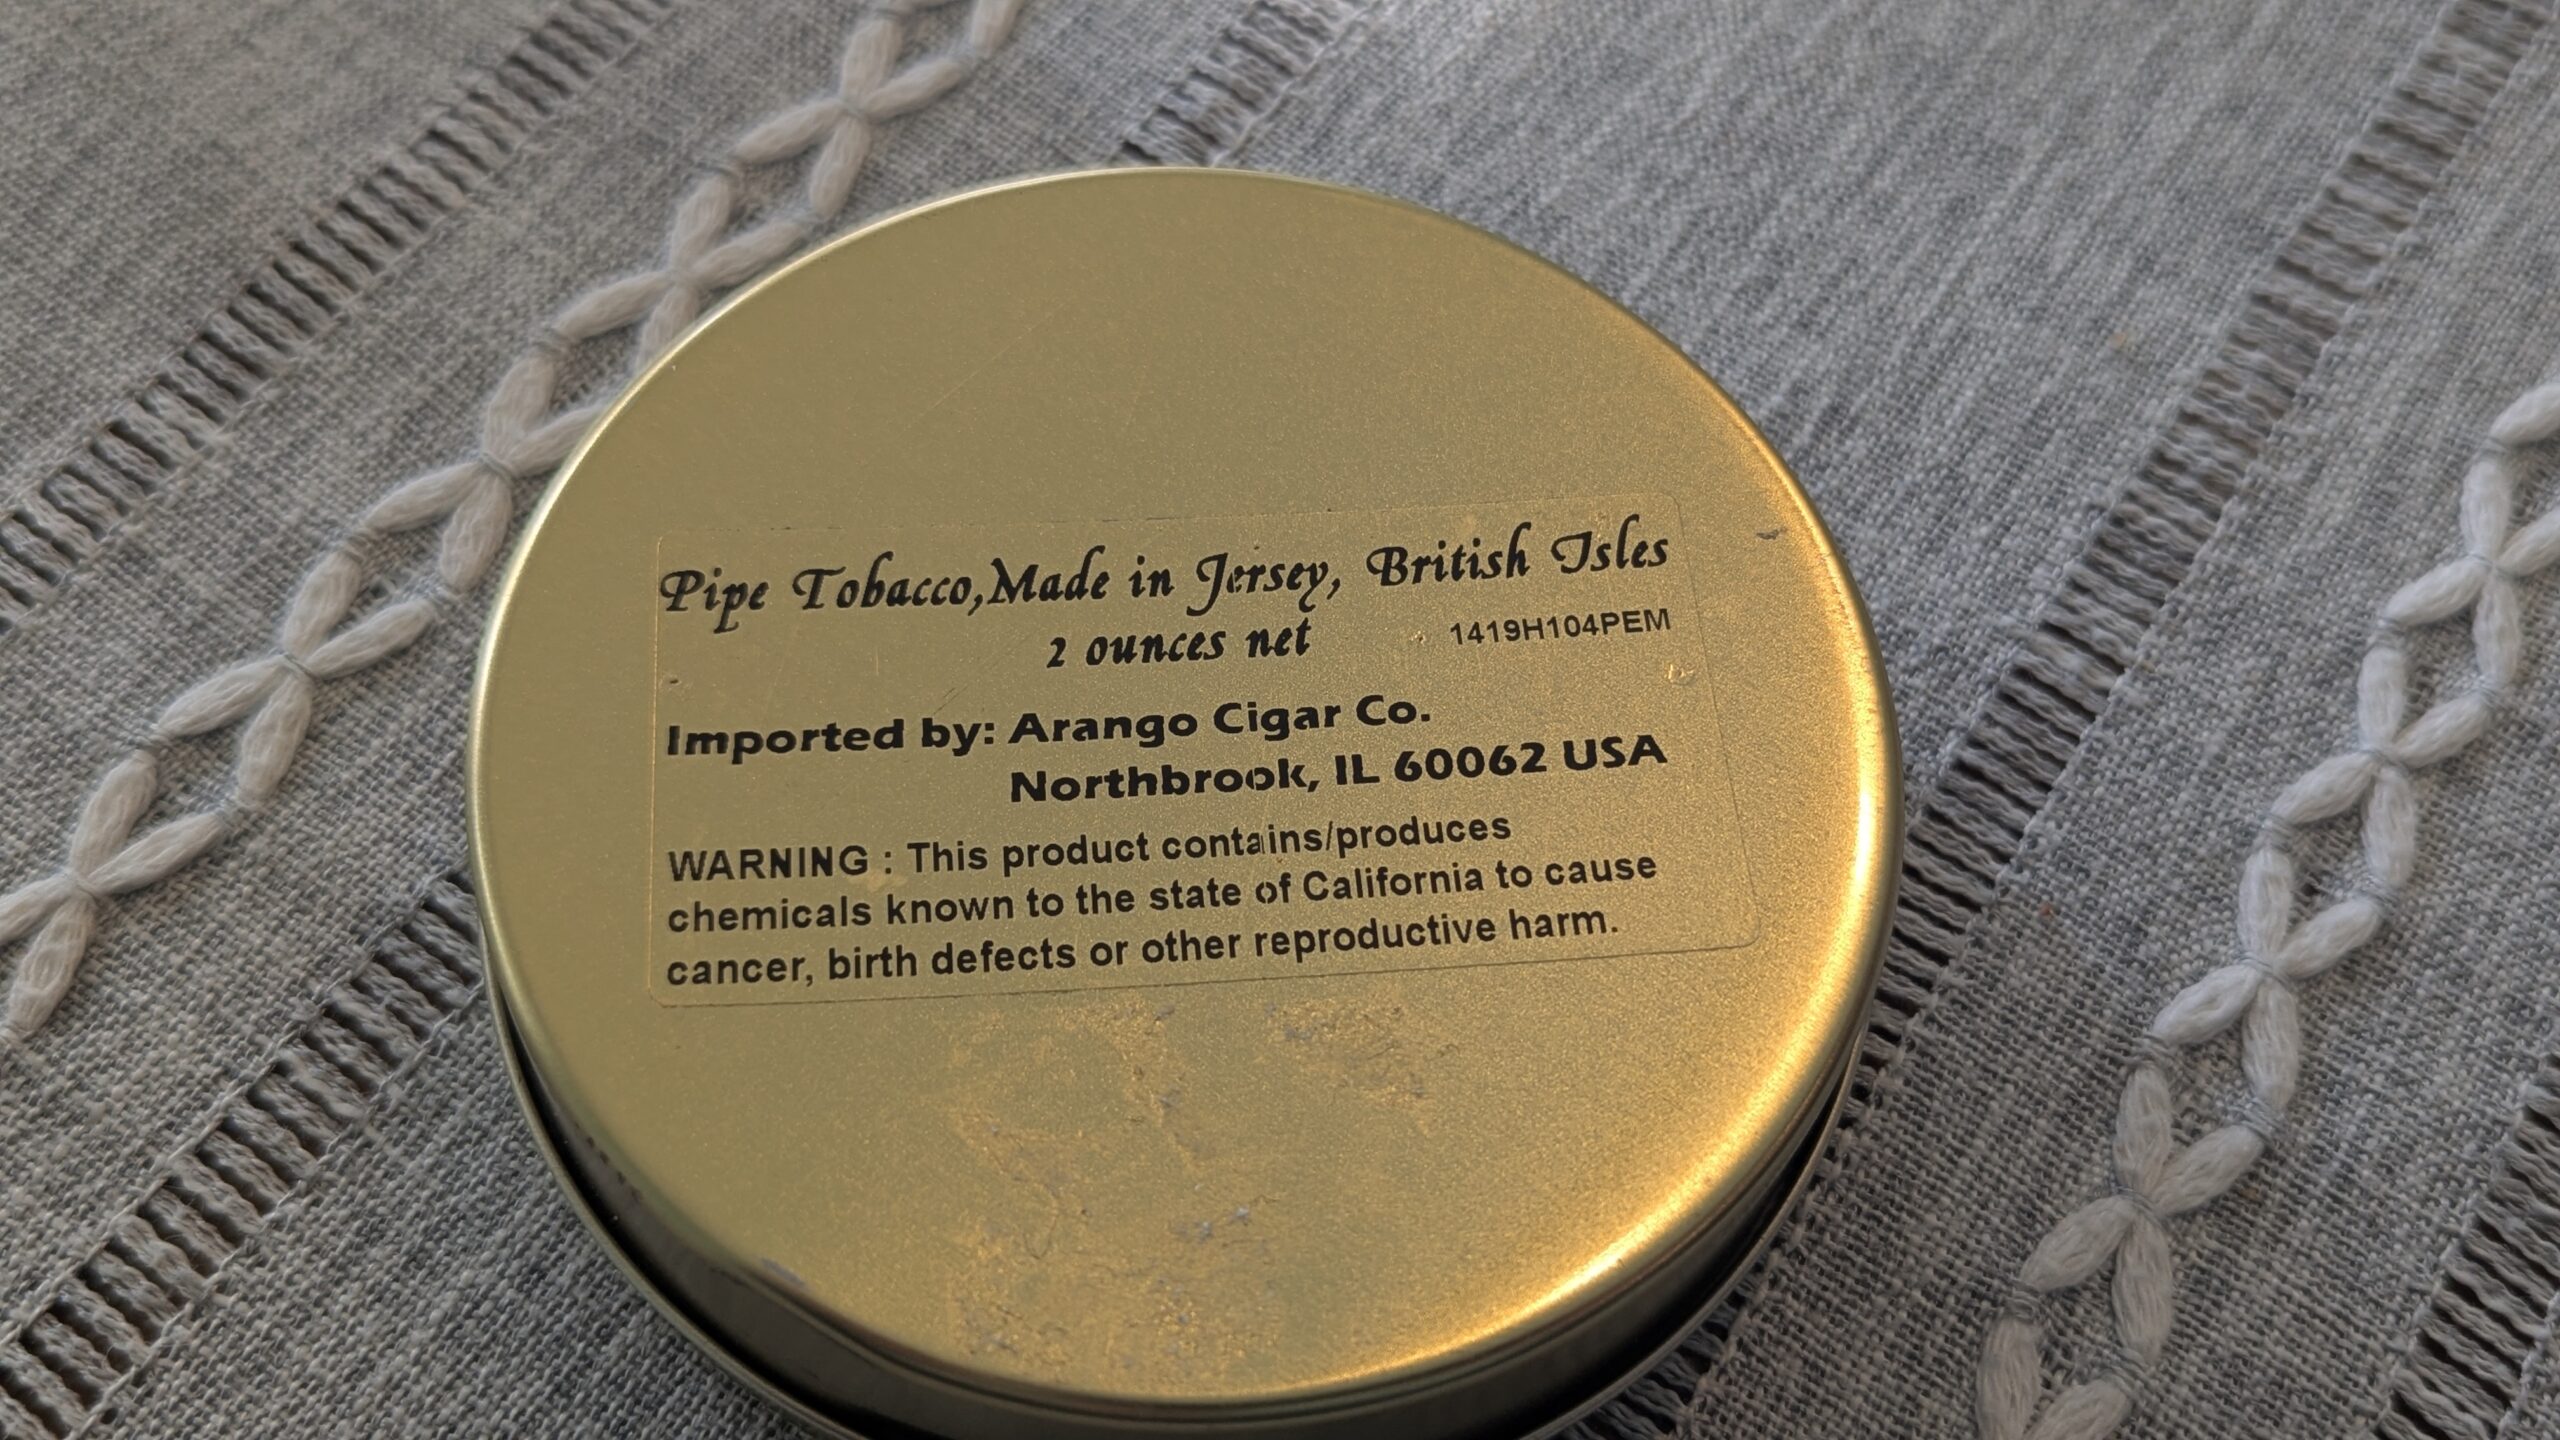 Pipe Tobacco,Made in Jersey, British Isles
2 ounces net 1419H104PEM
Imported by: Arango Cigar Co.
Northbrook, IL 60062 USA
WARNING : This product contains/produces
chemicals known to the state of California to cause
cancer, birth defects or other reproductive harm.